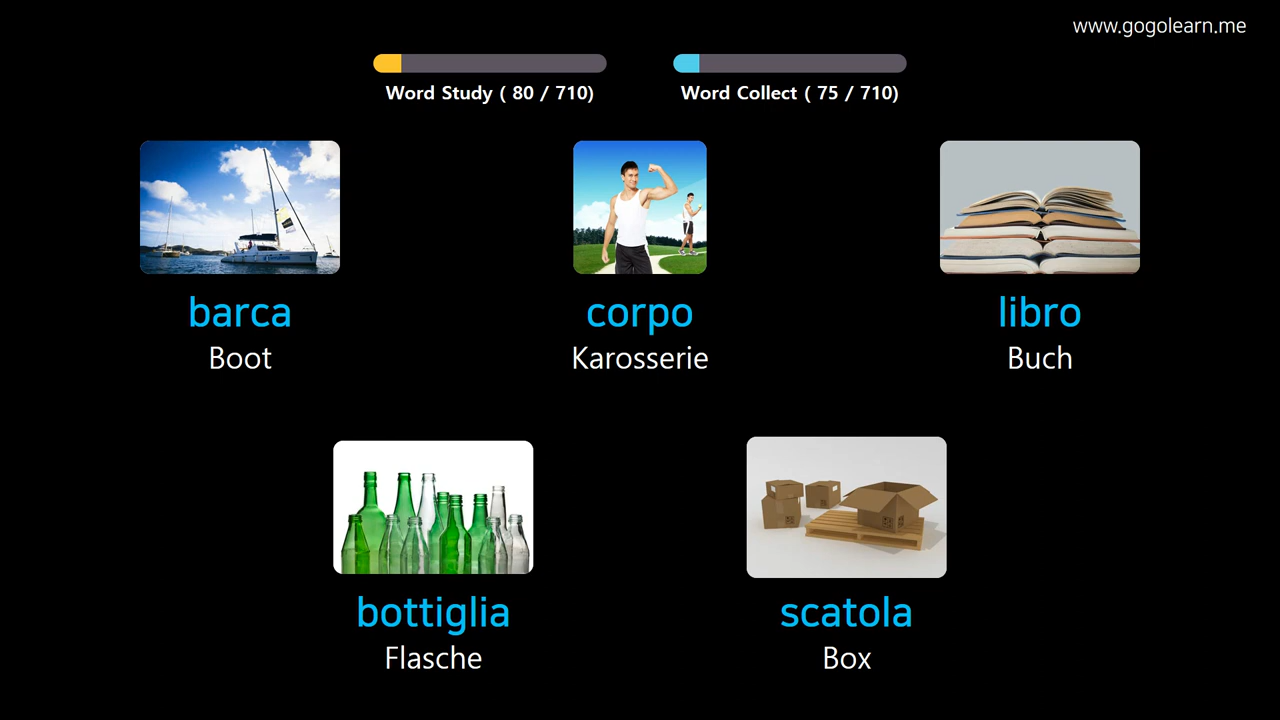 www.gogolearn.me
Word Study ( 80 / 710)
Word Collect ( 75 / 710)
barca
corpo
libro
Boot
Karosserie
Buch
bottiglia
scatola
Flasche
Box